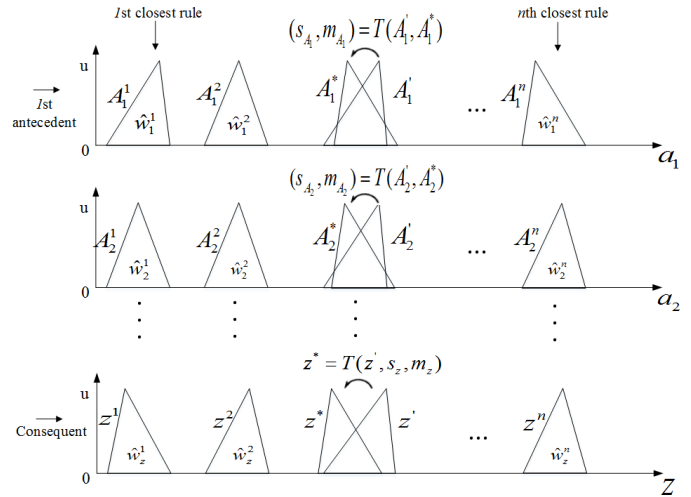 1st closest rule
nth closest rule
(s_{A_1}, m_{A_1}) = T(A_1^', A_1^*)
u
1st
antecedent
A_1^1
ŵ_1^1
A_1^2
ŵ_1^2
A_1^*
A_1^'
...
A_1^n
ŵ_1^n
0
a_1
(s_{A_2}, m_{A_2}) = T(A_2^', A_2^*)
u
A_2^1
ŵ_2^1
A_2^2
ŵ_2^2
A_2^*
A_2^'
...
A_2^n
ŵ_2^n
0
a_2
z^* = T(z^', s_z, m_z)
u
Consequent
z^1
ŵ_z^1
z^2
ŵ_z^2
z^*
z^'
...
z^n
ŵ_z^n
0
z